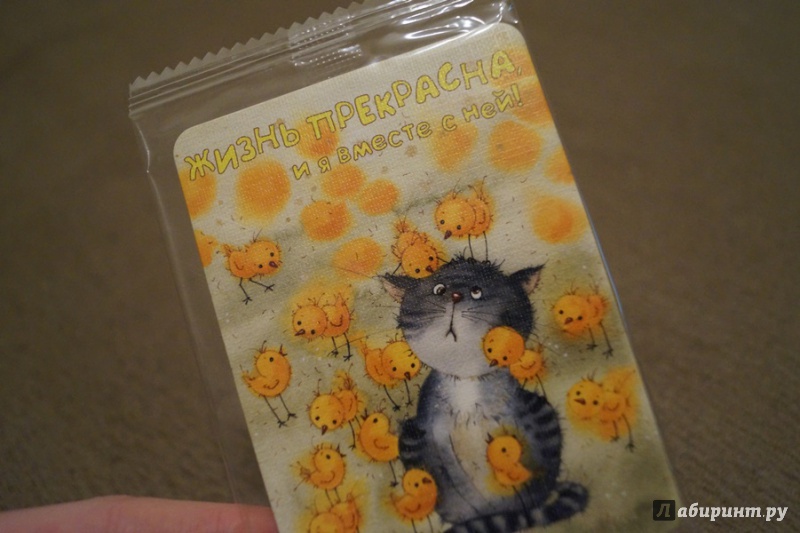 ЖИЗНЬ ПРЕКРАСНА,
и я вместе с ней!
Лабиринт.ру